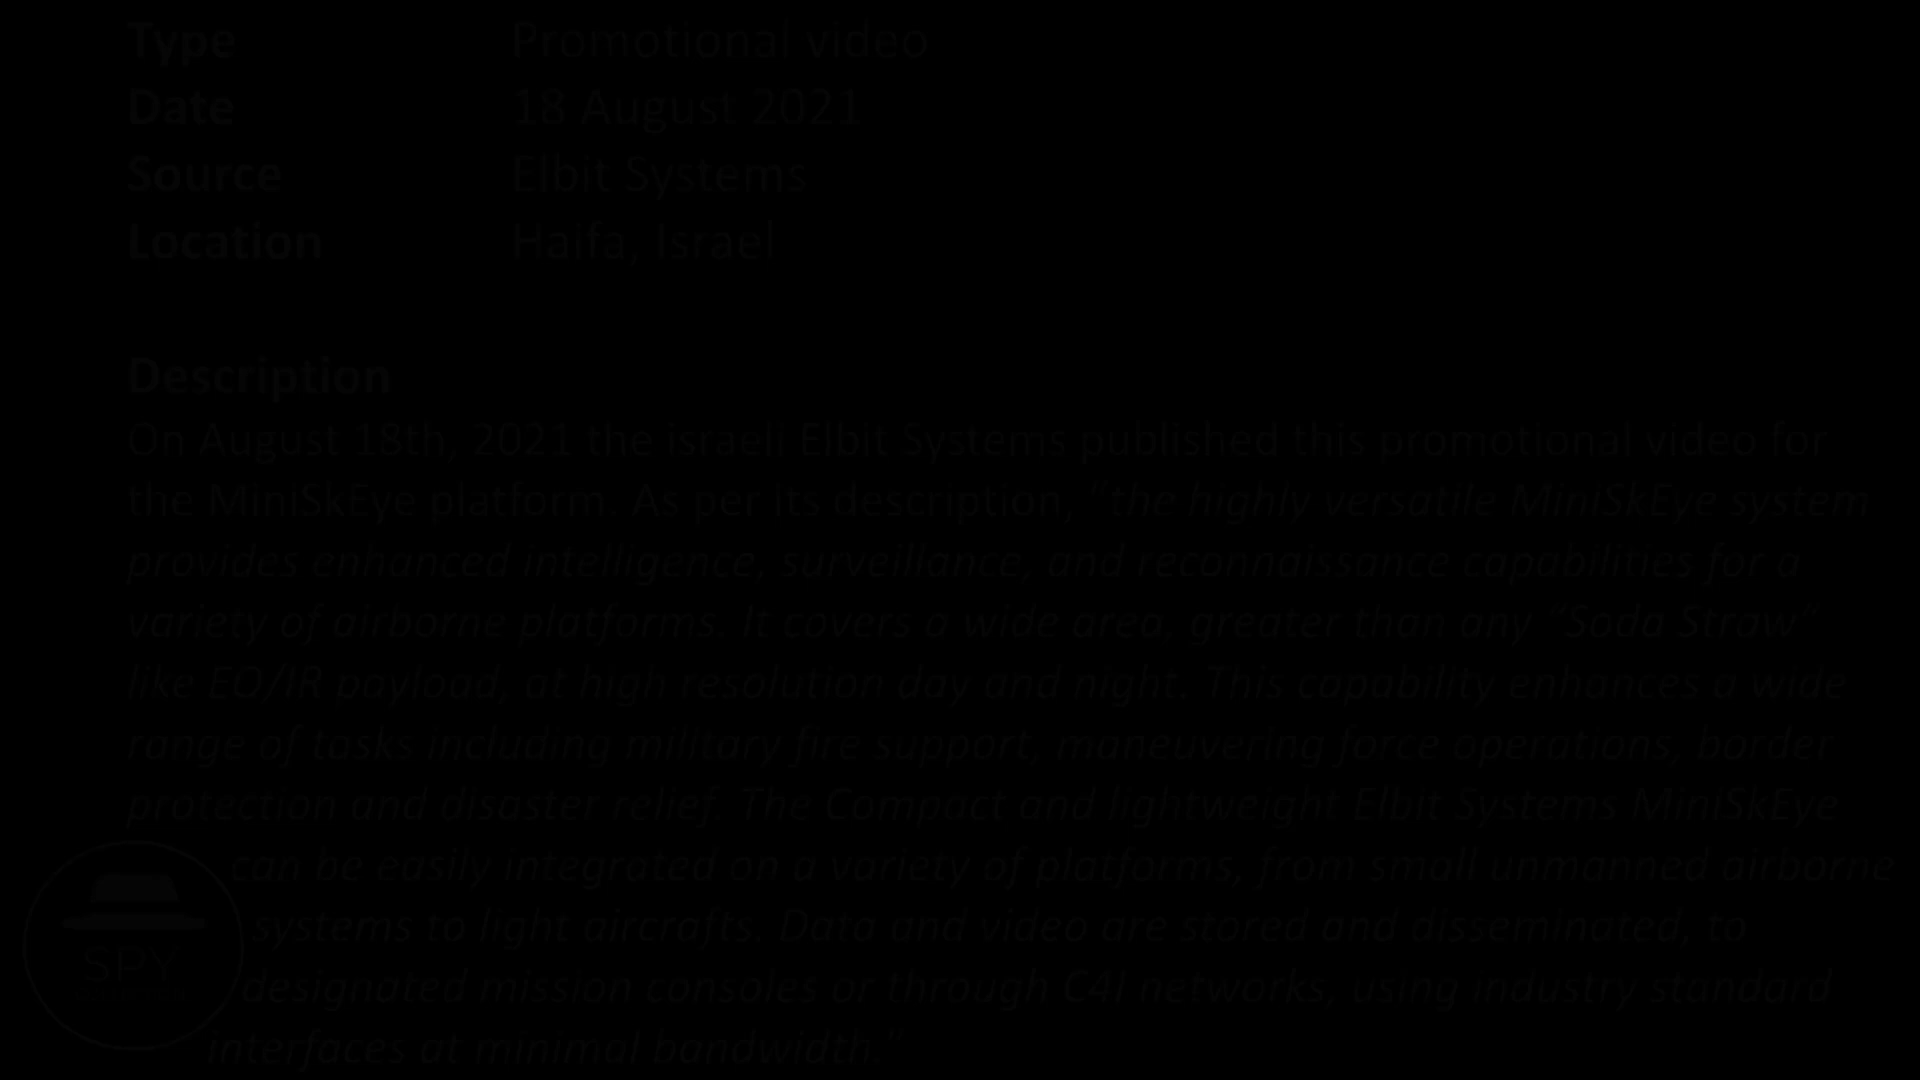 Type Promotional video
Date 18 August 2021
Source Elbit Systems
Location Haifa, Israel
Description
On August 18th, 2021 the israeli Elbit Systems published this promotional video for
the MiniSkEye platform. As per its description, "the highly versatile MiniSkEye system
provides enhanced intelligence, surveillance, and reconnaissance capabilities for a
variety of airborne platforms. It covers a wide area, greater than any "Soda Straw"
like EO/IR payload, at high resolution day and night. This capability enhances a wide
range of tasks including military fire support, maneuvering force operations, border
protection and disaster relief. The Compact and lightweight Elbit Systems MiniSkEye
can be easily integrated on a variety of platforms, from small unmanned airborne
systems to light aircrafts. Data and video are stored and disseminated, to
designated mission consoles or through C4I networks, using industry standard
interfaces at minimal bandwidth."
SPY